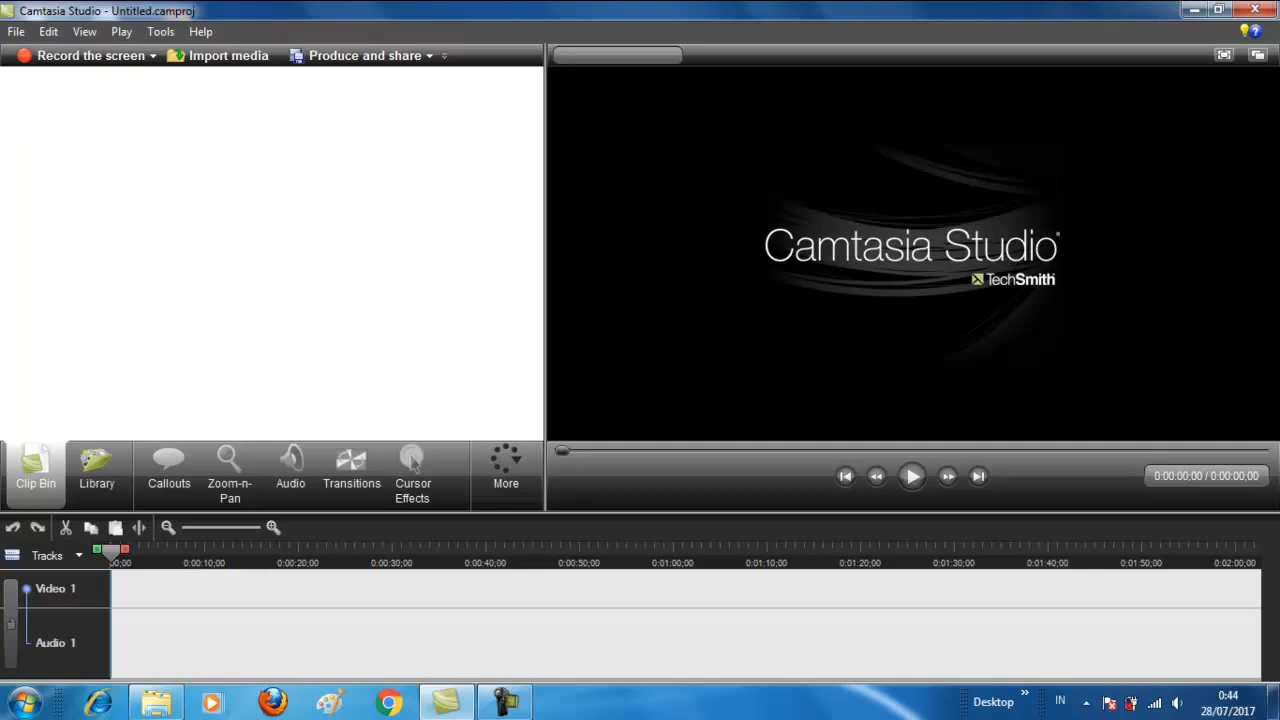 Camtasia Studio - Untitled.camproj
File Edit View Play Tools Help
Record the screen Import media Produce and share
Camtasia Studio®
TechSmith
Clip Bin Library Callouts Zoom-n-Pan Audio Transitions Cursor Effects More
0:00:00;00 / 0:00:00;00
Tracks
00;00 0:00:10;00 0:00:20;00 0:00:30;00 0:00:40;00 0:00:50;00 0:01:00;00 0:01:10;00 0:01:20;00 0:01:30;00 0:01:40;00 0:01:50;00 0:02:00;00
Video 1
Audio 1
Desktop IN 0:44
28/07/2017